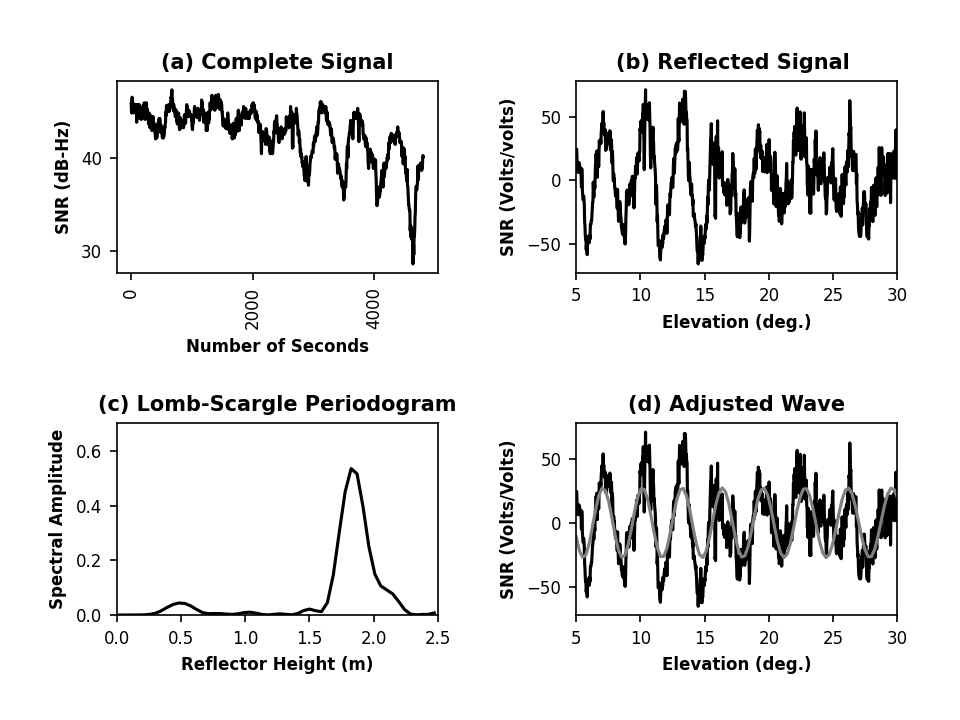 (a) Complete Signal
SNR (dB-Hz)
40
30
0
2000
4000
Number of Seconds
(b) Reflected Signal
SNR (Volts/volts)
50
0
−50
5 10 15 20 25 30
Elevation (deg.)
(c) Lomb-Scargle Periodogram
Spectral Amplitude
0.6
0.4
0.2
0.0
0.0 0.5 1.0 1.5 2.0 2.5
Reflector Height (m)
(d) Adjusted Wave
SNR (Volts/Volts)
50
0
−50
5 10 15 20 25 30
Elevation (deg.)